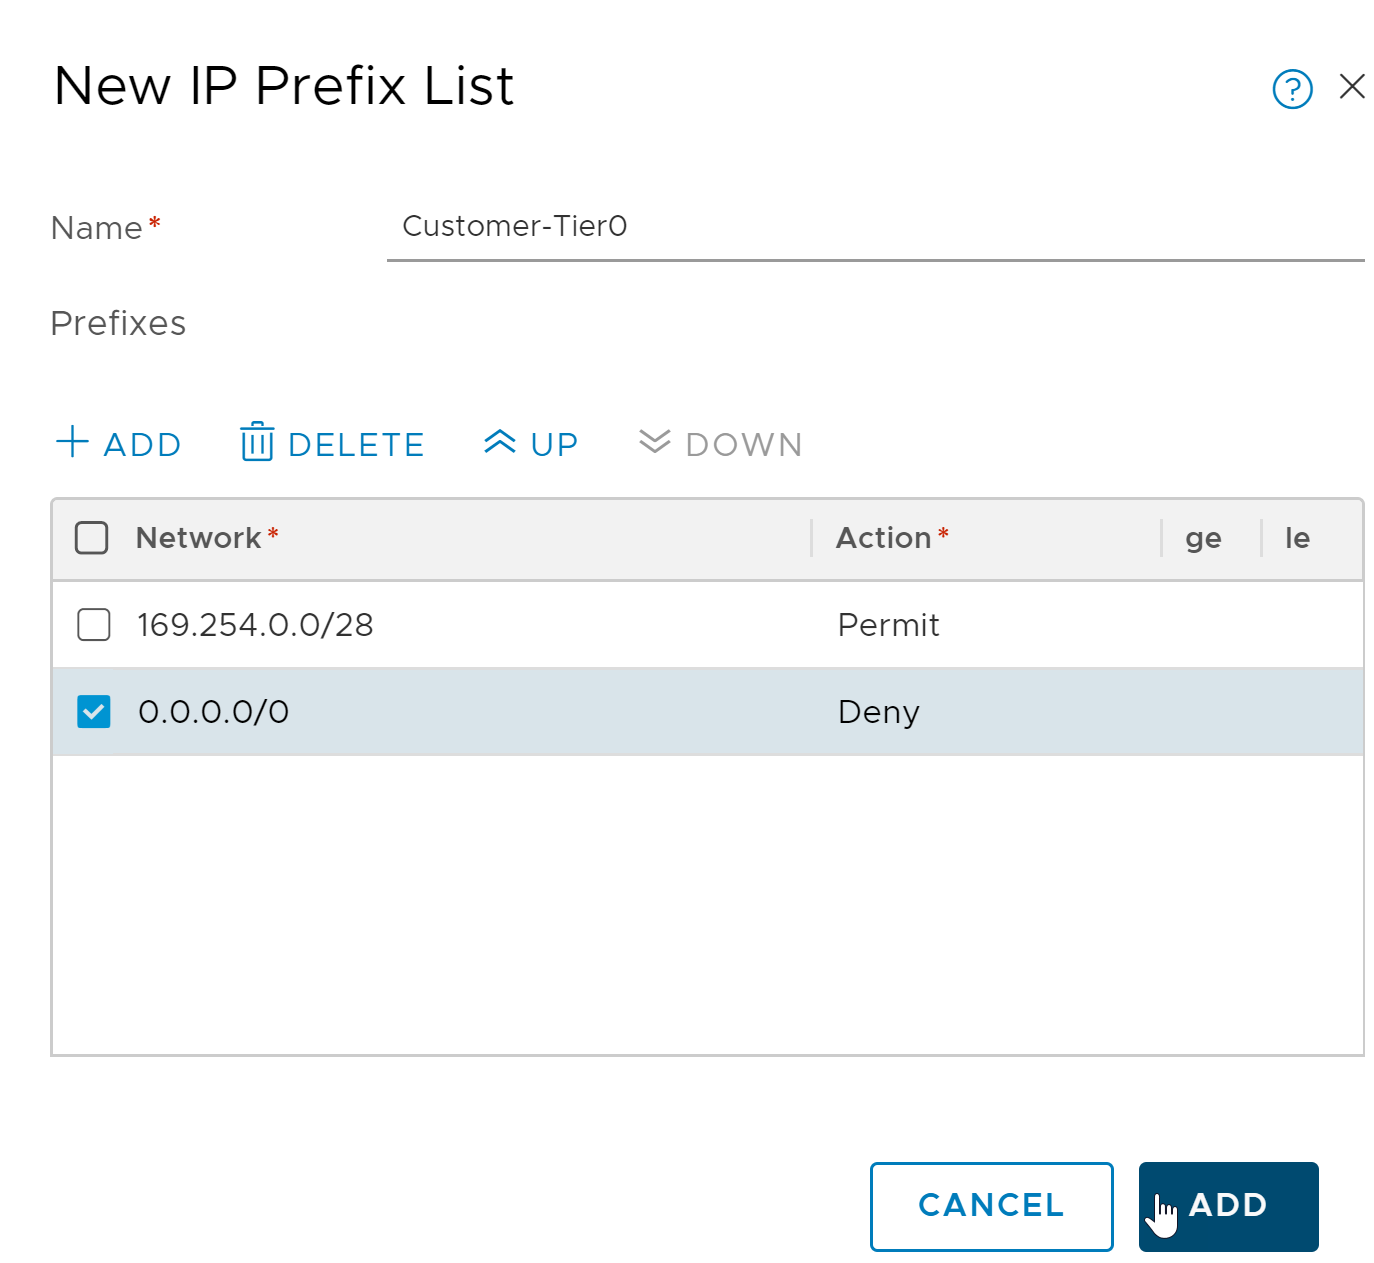 New IP Prefix List ?
Name* Customer-Tier0
Prefixes
ADD DELETE UP DOWN
Network* Action* ge le
169.254.0.0/28 Permit
0.0.0.0/0 Deny
CANCEL ADD